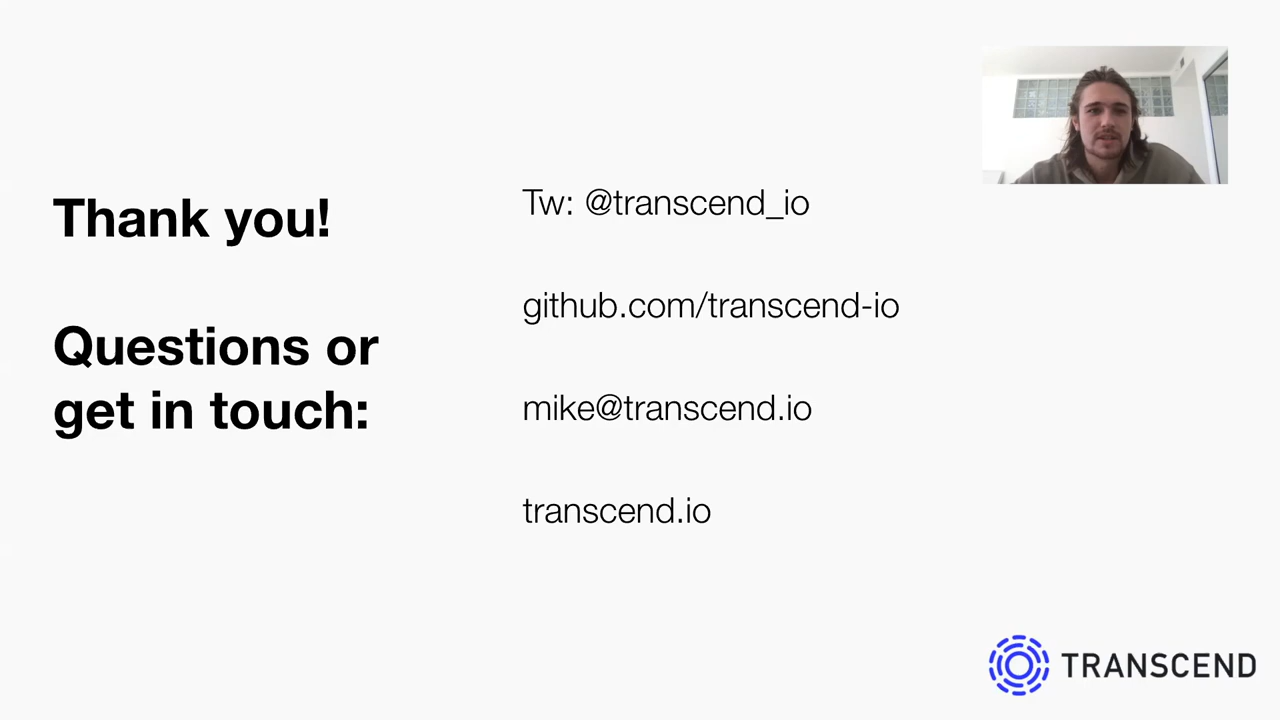 Thank you!
Questions or
get in touch:
Tw: @transcend_io
github.com/transcend-io
mike@transcend.io
transcend.io
TRANSCEND